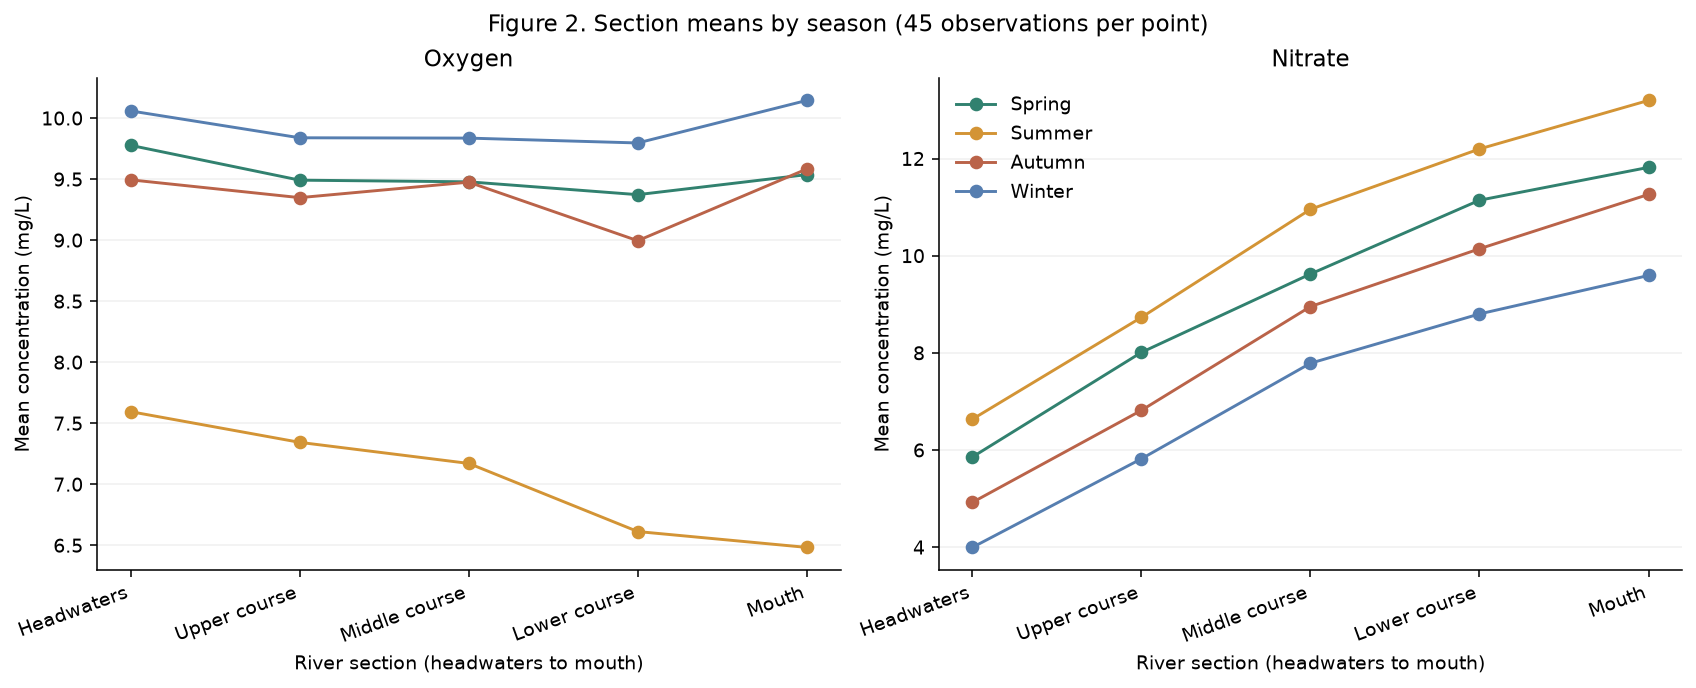 Figure 2. Section means by season (45 observations per point)
Oxygen
Mean concentration (mg/L)
10.0
9.5
9.0
8.5
8.0
7.5
7.0
6.5
Headwaters
Upper course
Middle course
Lower course
Mouth
River section (headwaters to mouth)
Nitrate
Spring
Summer
Autumn
Winter
Mean concentration (mg/L)
12
10
8
6
4
Headwaters
Upper course
Middle course
Lower course
Mouth
River section (headwaters to mouth)